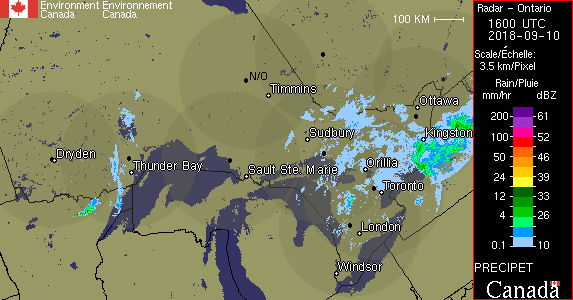 Environment Environnement
Canada Canada
100 KM
N/O
Timmins
Ottawa
Sudbury
Kingston
Dryden
Thunder Bay
Sault Ste. Marie
Orillia
Toronto
London
Windsor
Radar - Ontario
1600 UTC
2018-09-10
Scale/Échelle:
3.5 km/Pixel
Rain/Pluie
mm/hr dBZ
200 61
100 52
50 46
24 39
12 33
4 26
0.1 10
PRECIPET
Canada